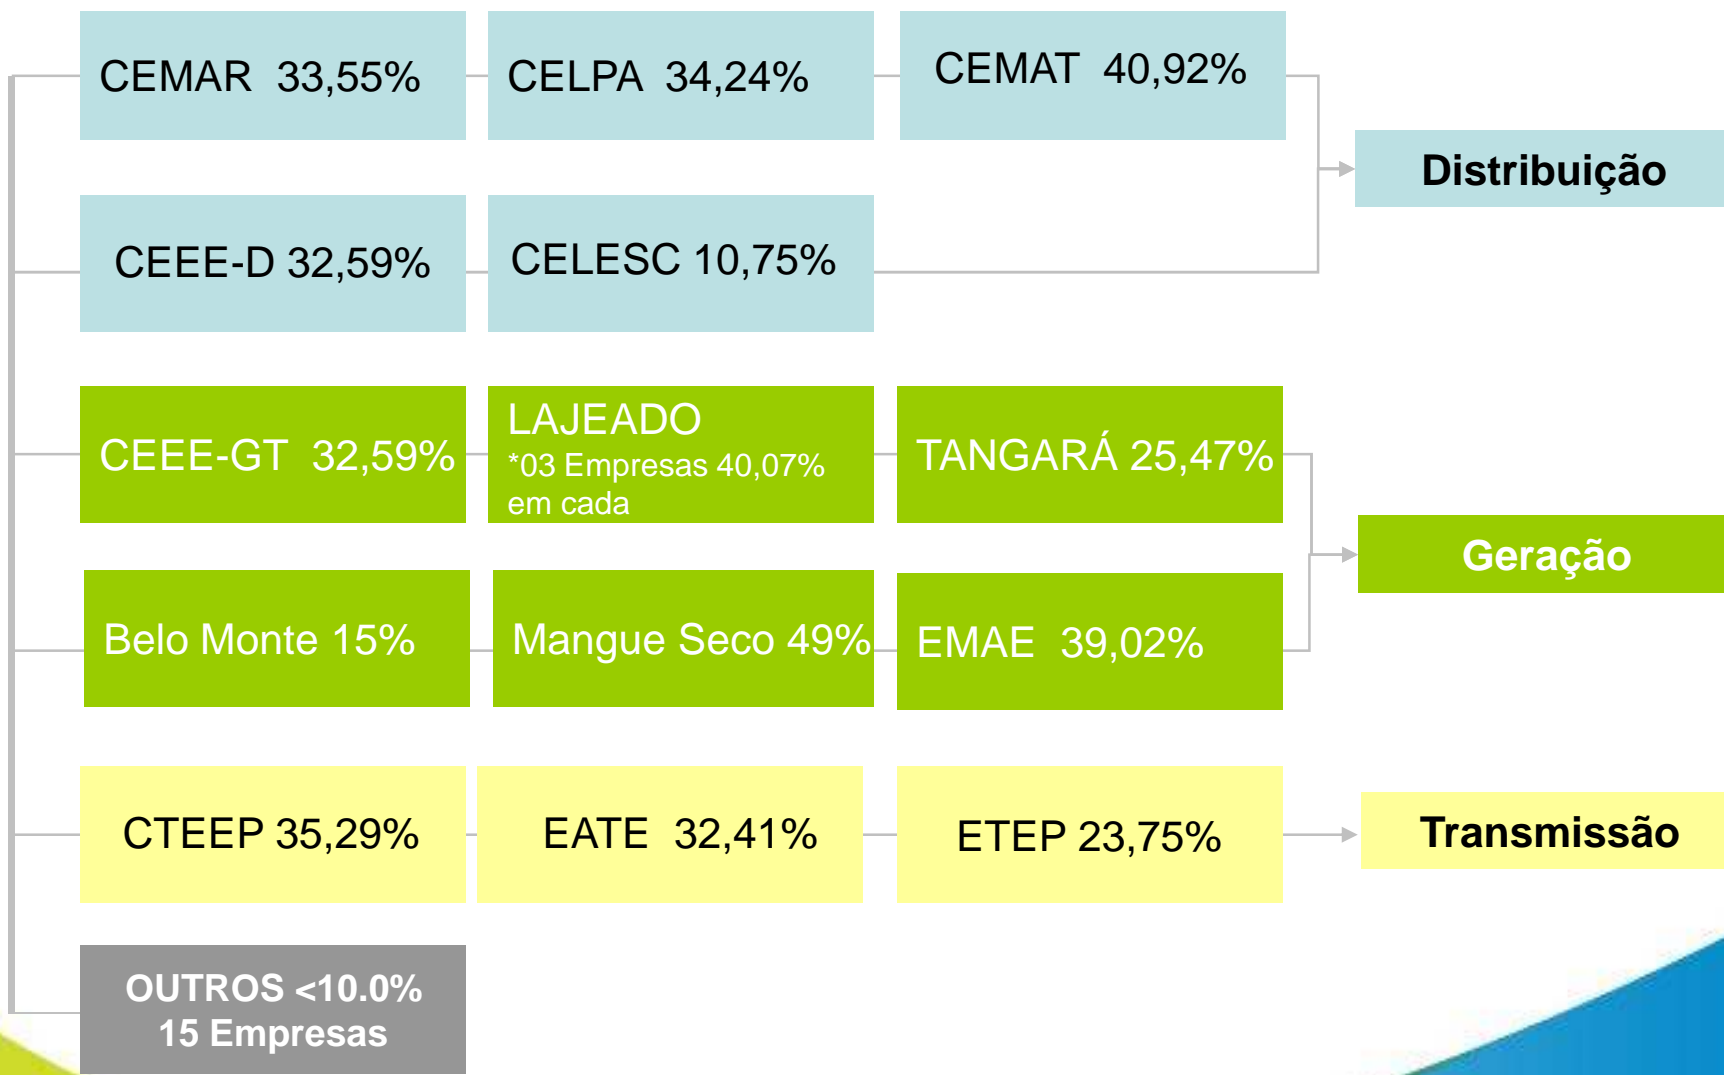 CEMAR 33,55%
CELPA 34,24%
CEMAT 40,92%
Distribuição
CEEE-D 32,59%
CELESC 10,75%
CEEE-GT 32,59%
LAJEADO
*03 Empresas 40,07%
em cada
TANGARÁ 25,47%
Geração
Belo Monte 15%
Mangue Seco 49%
EMAE 39,02%
CTEEP 35,29%
EATE 32,41%
ETEP 23,75%
Transmissão
OUTROS <10.0%
15 Empresas